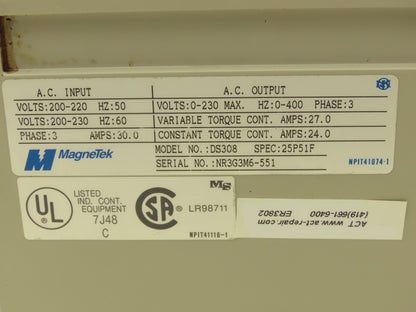 A.C. INPUT
A.C. OUTPUT
VOLTS:200-220 HZ:50
VOLTS:0-230 MAX. HZ:0-400 PHASE:3
VOLTS:200-230 HZ:60
VARIABLE TORQUE CONT. AMPS:27.0
PHASE:3 AMPS:30.0
CONSTANT TORQUE CONT. AMPS:24.0
MagneTek
MODEL NO.:DS308 SPEC:25P51F
SERIAL NO.:NR3G3M6-551
NPIT41074-1
UL
LISTED
IND. CONT.
EQUIPMENT
7J48
C
SA
LR98711
NPIT41116-1
ACT www.act-repair.com
(419)661-6400 ER3802